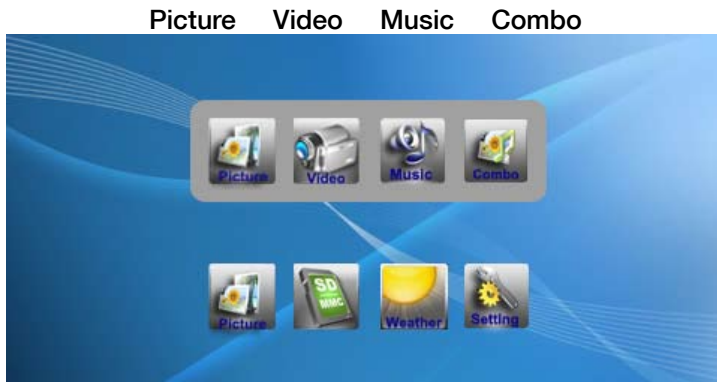 Picture Video Music Combo
Picture Video Music Combo
SD
MMC
Picture Weather Setting